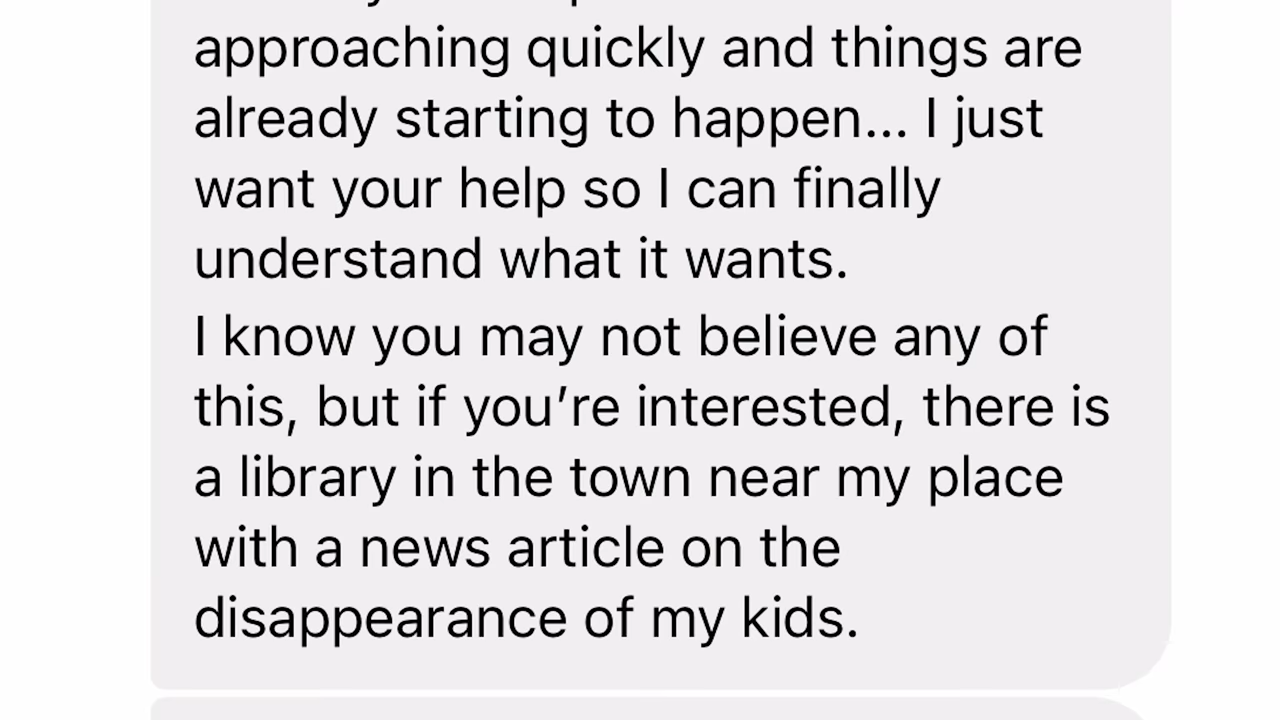 approaching quickly and things are
already starting to happen... I just
want your help so I can finally
understand what it wants.
I know you may not believe any of
this, but if you're interested, there is
a library in the town near my place
with a news article on the
disappearance of my kids.